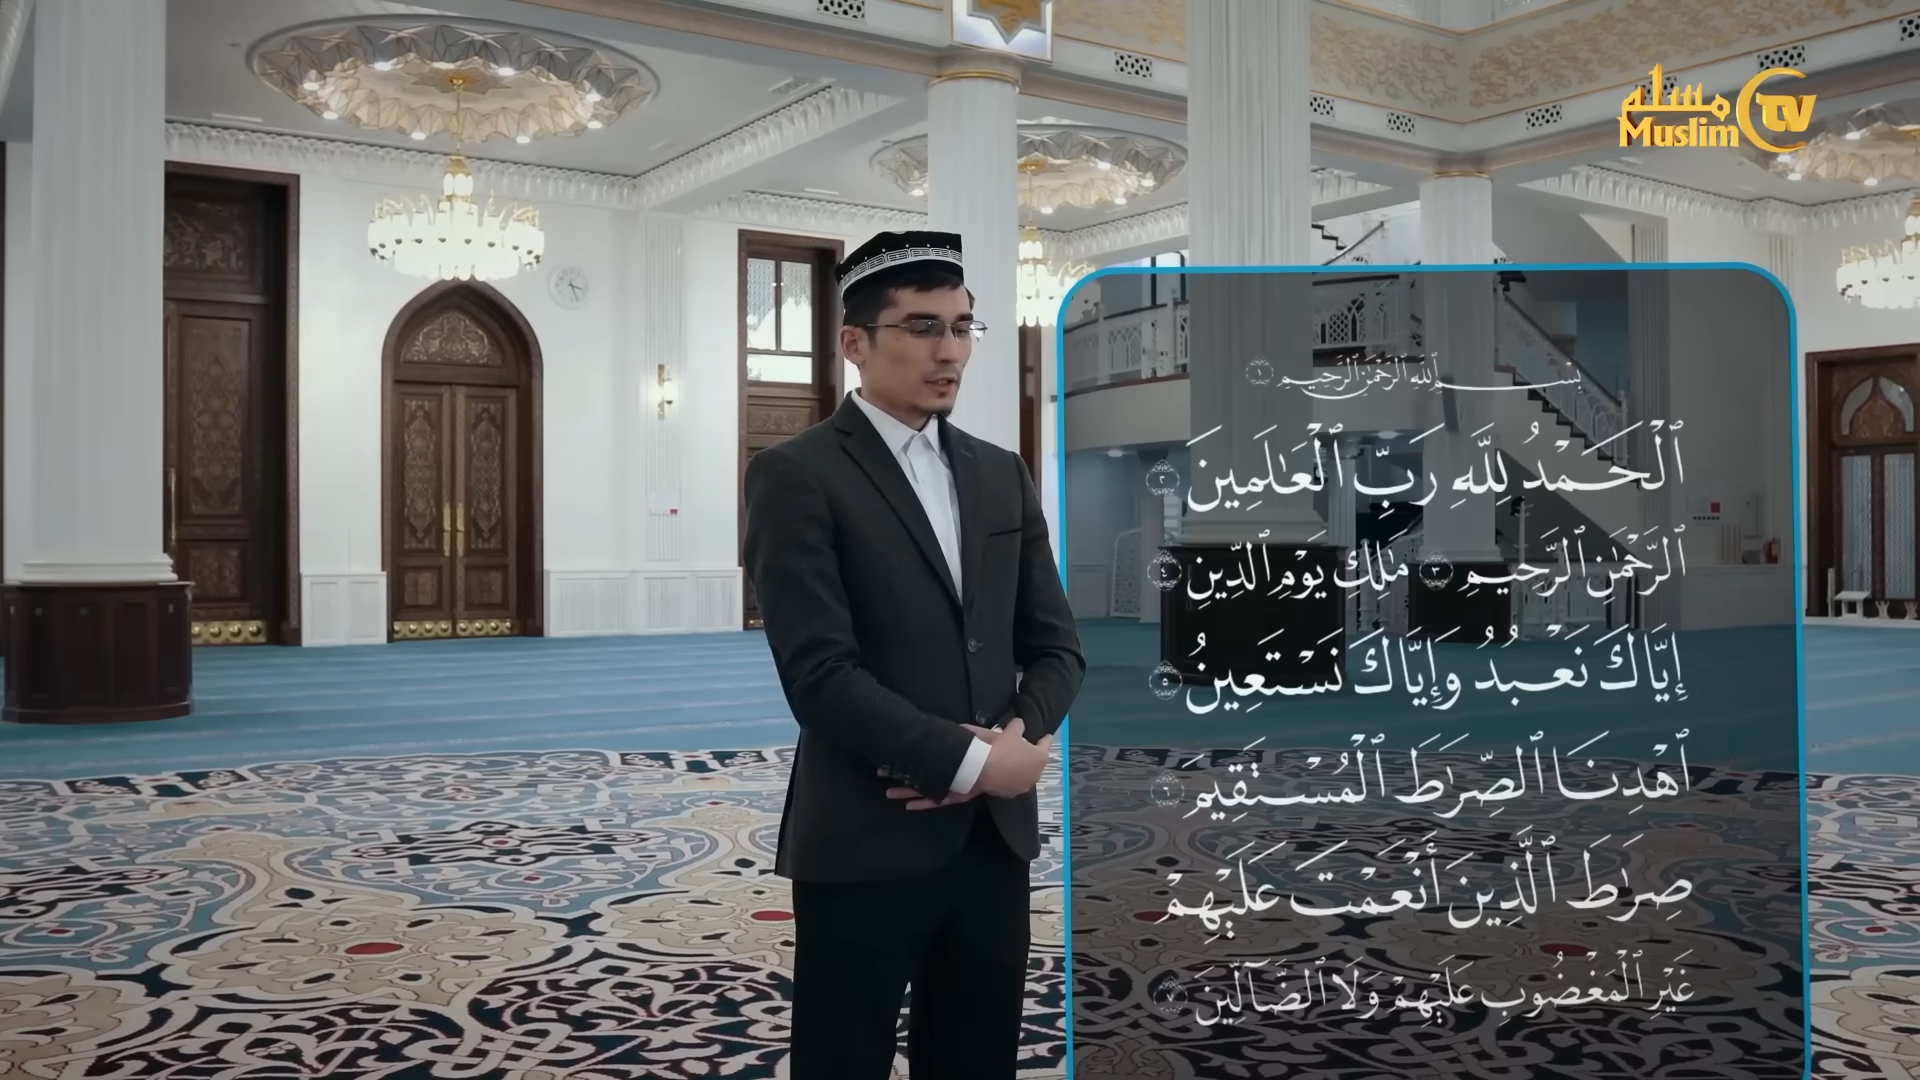 مسلم
Muslim TV
بِسْمِ ٱللَّهِ ٱلرَّحْمَٰنِ ٱلرَّحِيمِ ١
ٱلْحَمْدُ لِلَّهِ رَبِّ ٱلْعَٰلَمِينَ ٢
ٱلرَّحْمَٰنِ ٱلرَّحِيمِ ٣ مَٰلِكِ يَوْمِ ٱلدِّينِ ٤
إِيَّاكَ نَعْبُدُ وَإِيَّاكَ نَسْتَعِينُ ٥
ٱهْدِنَا ٱلصِّرَٰطَ ٱلْمُسْتَقِيمَ ٦
صِرَٰطَ ٱلَّذِينَ أَنْعَمْتَ عَلَيْهِمْ
غَيْرِ ٱلْمَغْضُوبِ عَلَيْهِمْ وَلَا ٱلضَّآلِّينَ ٧